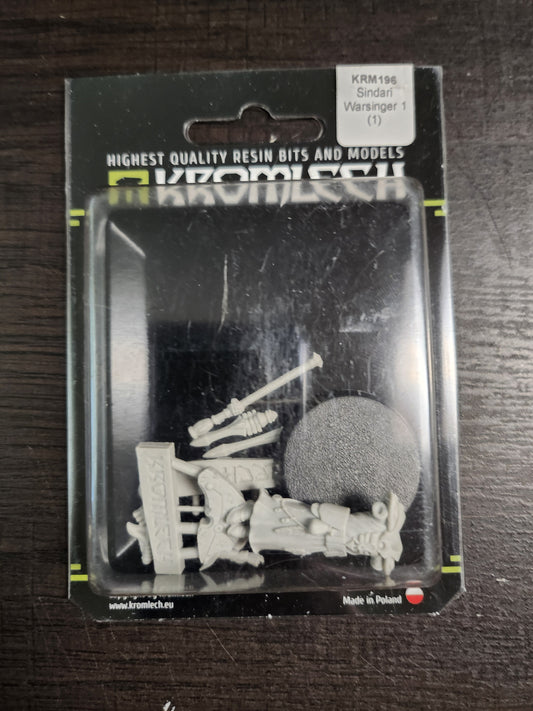 KRM196
Sindari
Warsinger 1
(1)
HIGHEST QUALITY RESIN BITS AND MODELS
KROMLECH
www.kromlech.eu
Made in Poland